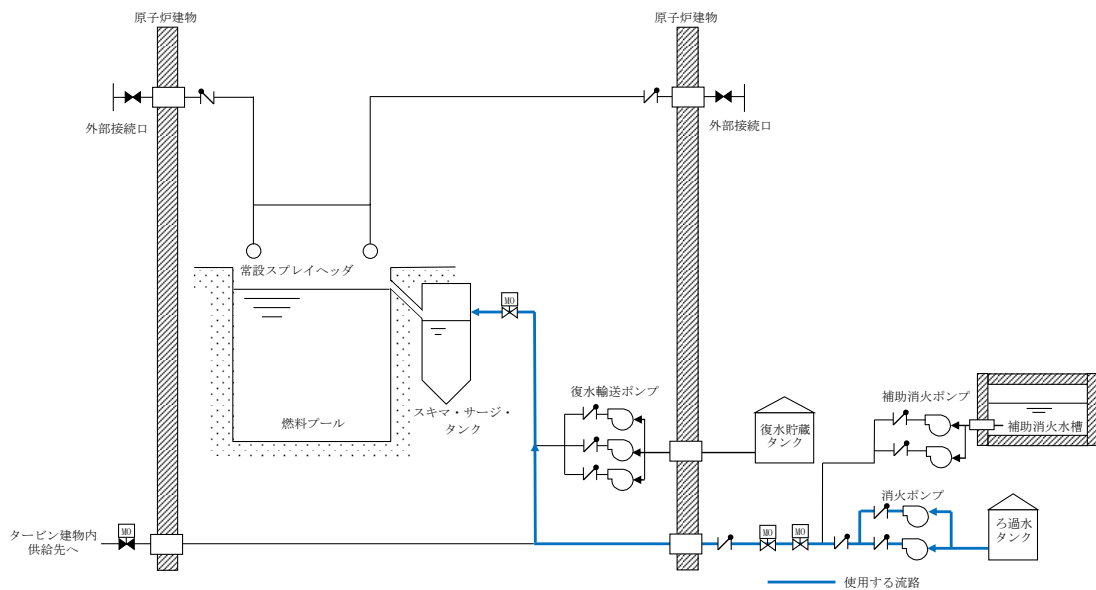 原子炉建物
原子炉建物
外部接続口
外部接続口
常設スプレイヘッダ
MO
復水輸送ポンプ
スキマ・サージ・
タンク
燃料プール
復水貯蔵
タンク
補助消火ポンプ
補助消火水槽
消火ポンプ
ろ過水
タンク
タービン建物内
供給先へ
MO
MO
MO
使用する流路